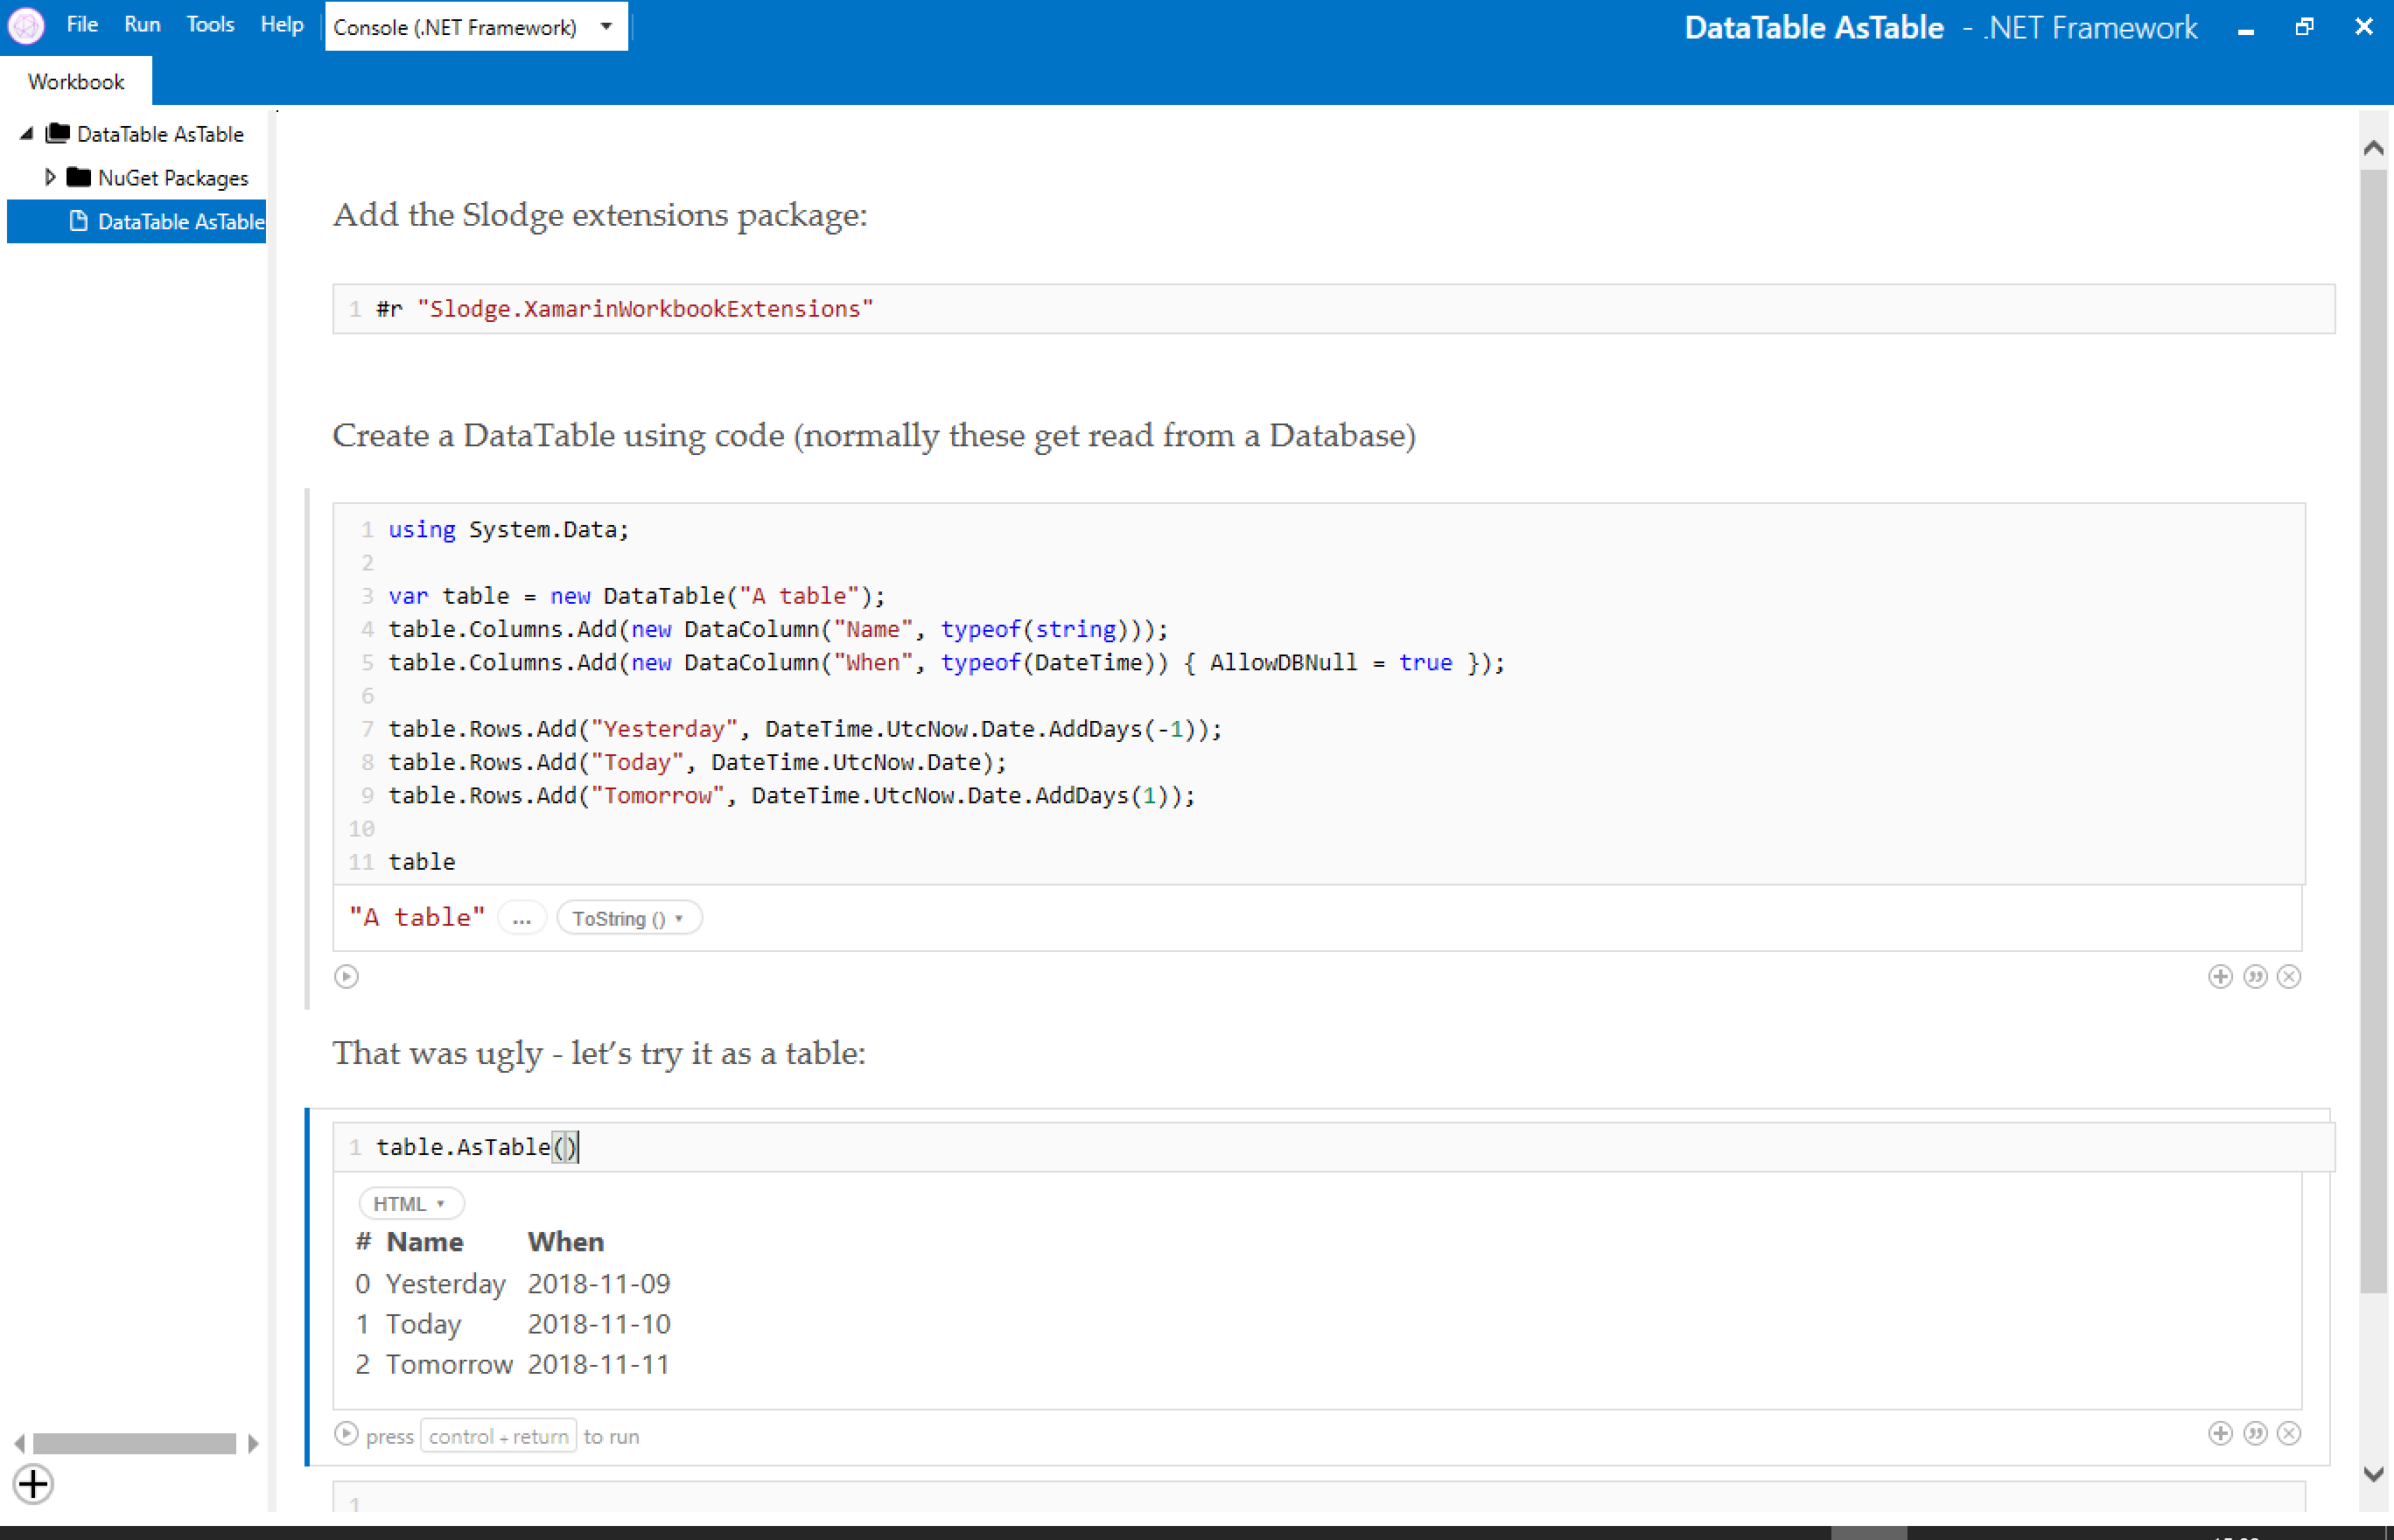 File Run Tools Help Console (.NET Framework) DataTable AsTable - .NET Framework
Workbook
DataTable AsTable
NuGet Packages
DataTable AsTable
Add the Slodge extensions package:
1 #r "Slodge.XamarinWorkbookExtensions"
Create a DataTable using code (normally these get read from a Database)
1 using System.Data;
2
3 var table = new DataTable("A table");
4 table.Columns.Add(new DataColumn("Name", typeof(string)));
5 table.Columns.Add(new DataColumn("When", typeof(DateTime)) { AllowDBNull = true });
6
7 table.Rows.Add("Yesterday", DateTime.UtcNow.Date.AddDays(-1));
8 table.Rows.Add("Today", DateTime.UtcNow.Date);
9 table.Rows.Add("Tomorrow", DateTime.UtcNow.Date.AddDays(1));
10
11 table
"A table" ... ToString ()
That was ugly - let's try it as a table:
1 table.AsTable()
HTML
# Name When
0 Yesterday 2018-11-09
1 Today 2018-11-10
2 Tomorrow 2018-11-11
press control + return to run
1